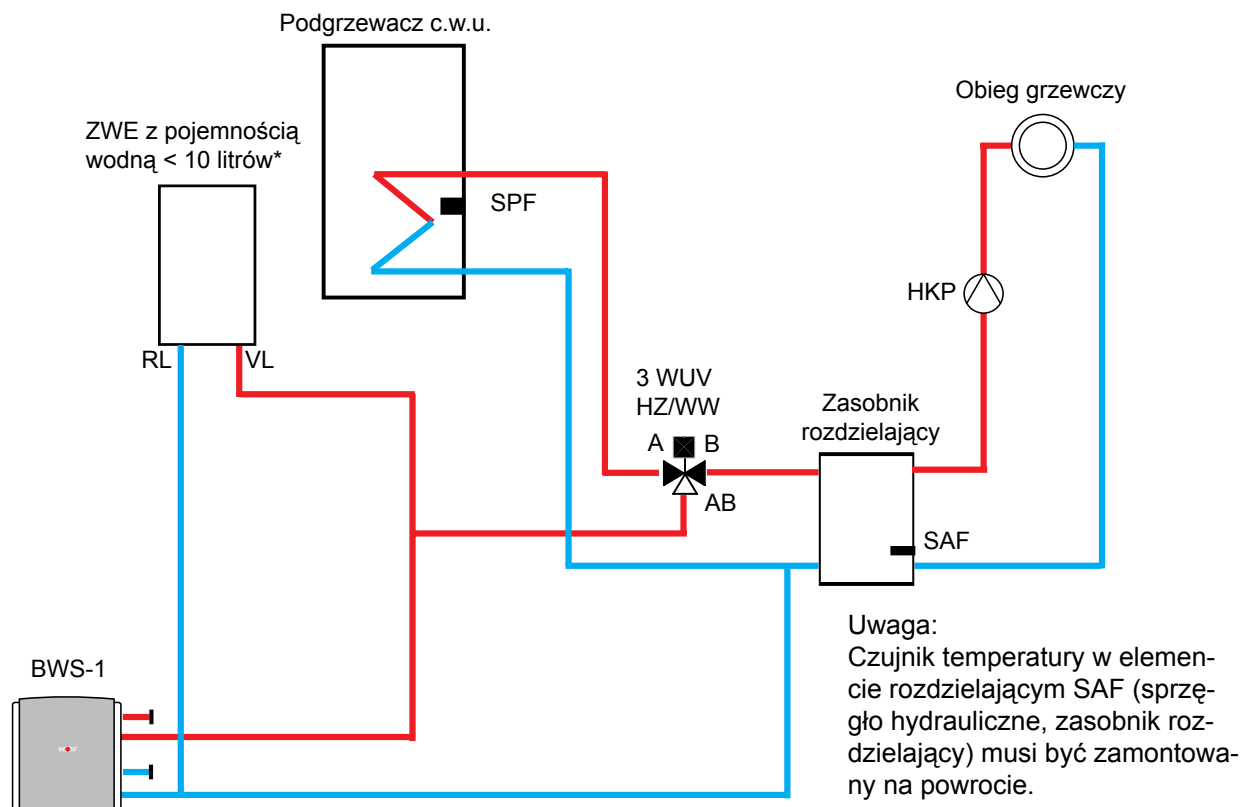 Podgrzewacz c.w.u.
Obieg grzewczy
ZWE z pojemnością
wodną < 10 litrów*
SPF
HKP
RL
VL
3 WUV
HZ/WW
A
B
AB
Zasobnik
rozdzielający
SAF
BWS-1
Uwaga:
Czujnik temperatury w elemen-
cie rozdzielającym SAF (sprzę-
gło hydrauliczne, zasobnik roz-
dzielający) musi być zamontowa-
ny na powrocie.